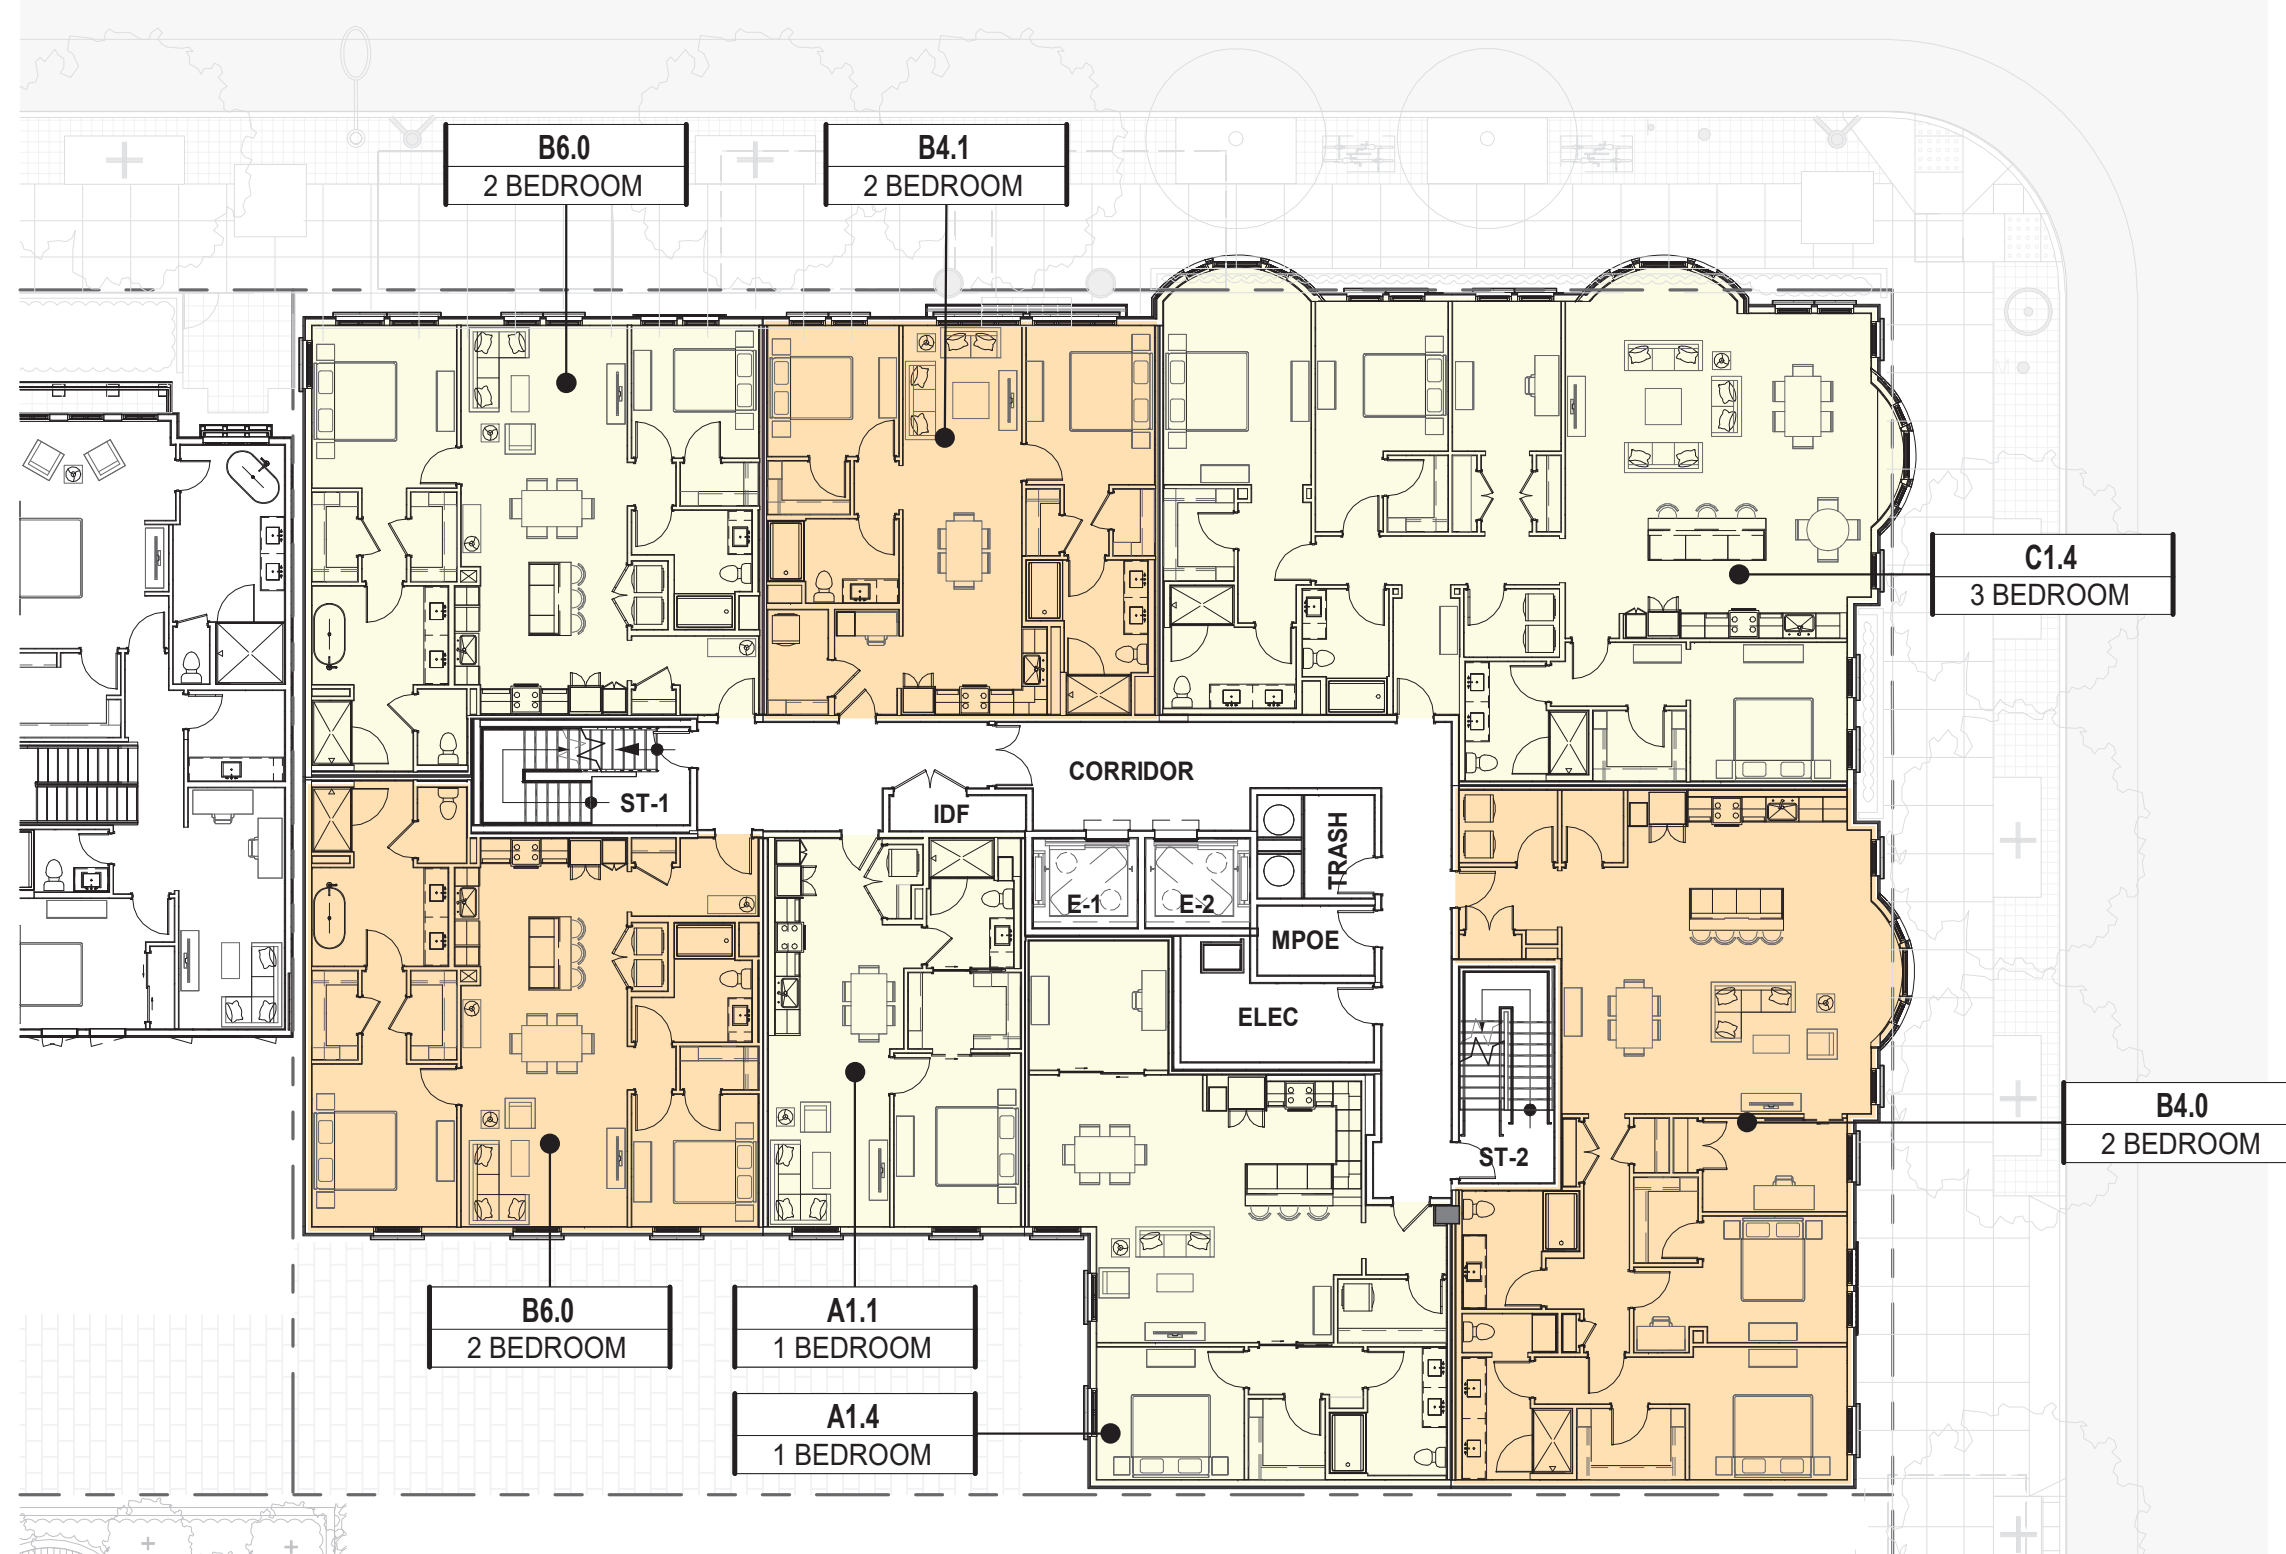 B6.0
2 BEDROOM
B4.1
2 BEDROOM
C1.4
3 BEDROOM
CORRIDOR
ST-1
IDF
TRASH
E-1
E-2
MPOE
ELEC
ST-2
B4.0
2 BEDROOM
B6.0
2 BEDROOM
A1.1
1 BEDROOM
A1.4
1 BEDROOM